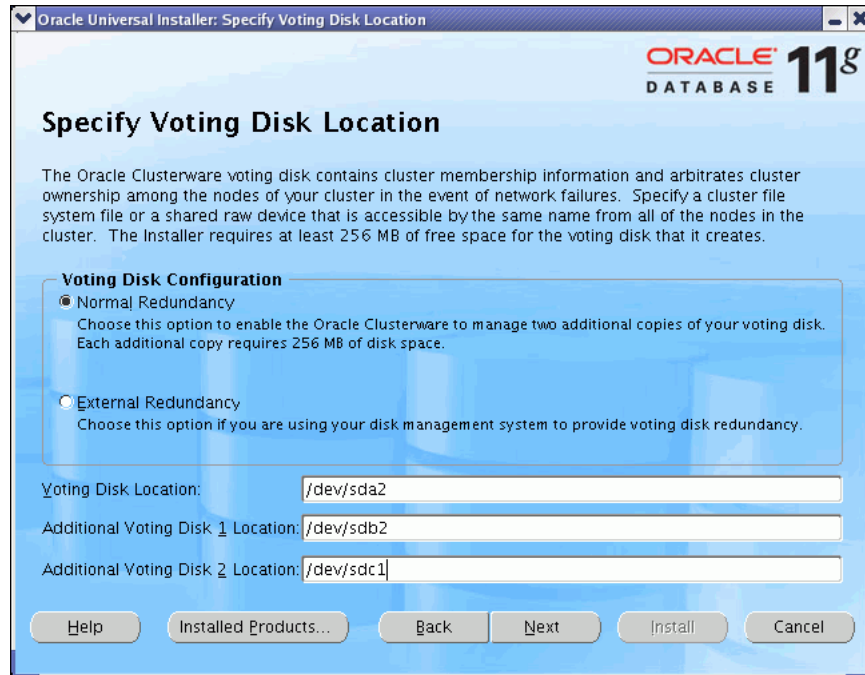 Oracle Universal Installer: Specify Voting Disk Location
ORACLE 11g
DATABASE
Specify Voting Disk Location
The Oracle Clusterware voting disk contains cluster membership information and arbitrates cluster
ownership among the nodes of your cluster in the event of network failures. Specify a cluster file
system file or a shared raw device that is accessible by the same name from all of the nodes in the
cluster. The Installer requires at least 256 MB of free space for the voting disk that it creates.
Voting Disk Configuration
Normal Redundancy
Choose this option to enable the Oracle Clusterware to manage two additional copies of your voting disk.
Each additional copy requires 256 MB of disk space.
External Redundancy
Choose this option if you are using your disk management system to provide voting disk redundancy.
Voting Disk Location: /dev/sda2
Additional Voting Disk 1 Location: /dev/sdb2
Additional Voting Disk 2 Location: /dev/sdc1
Help Installed Products... Back Next Install Cancel